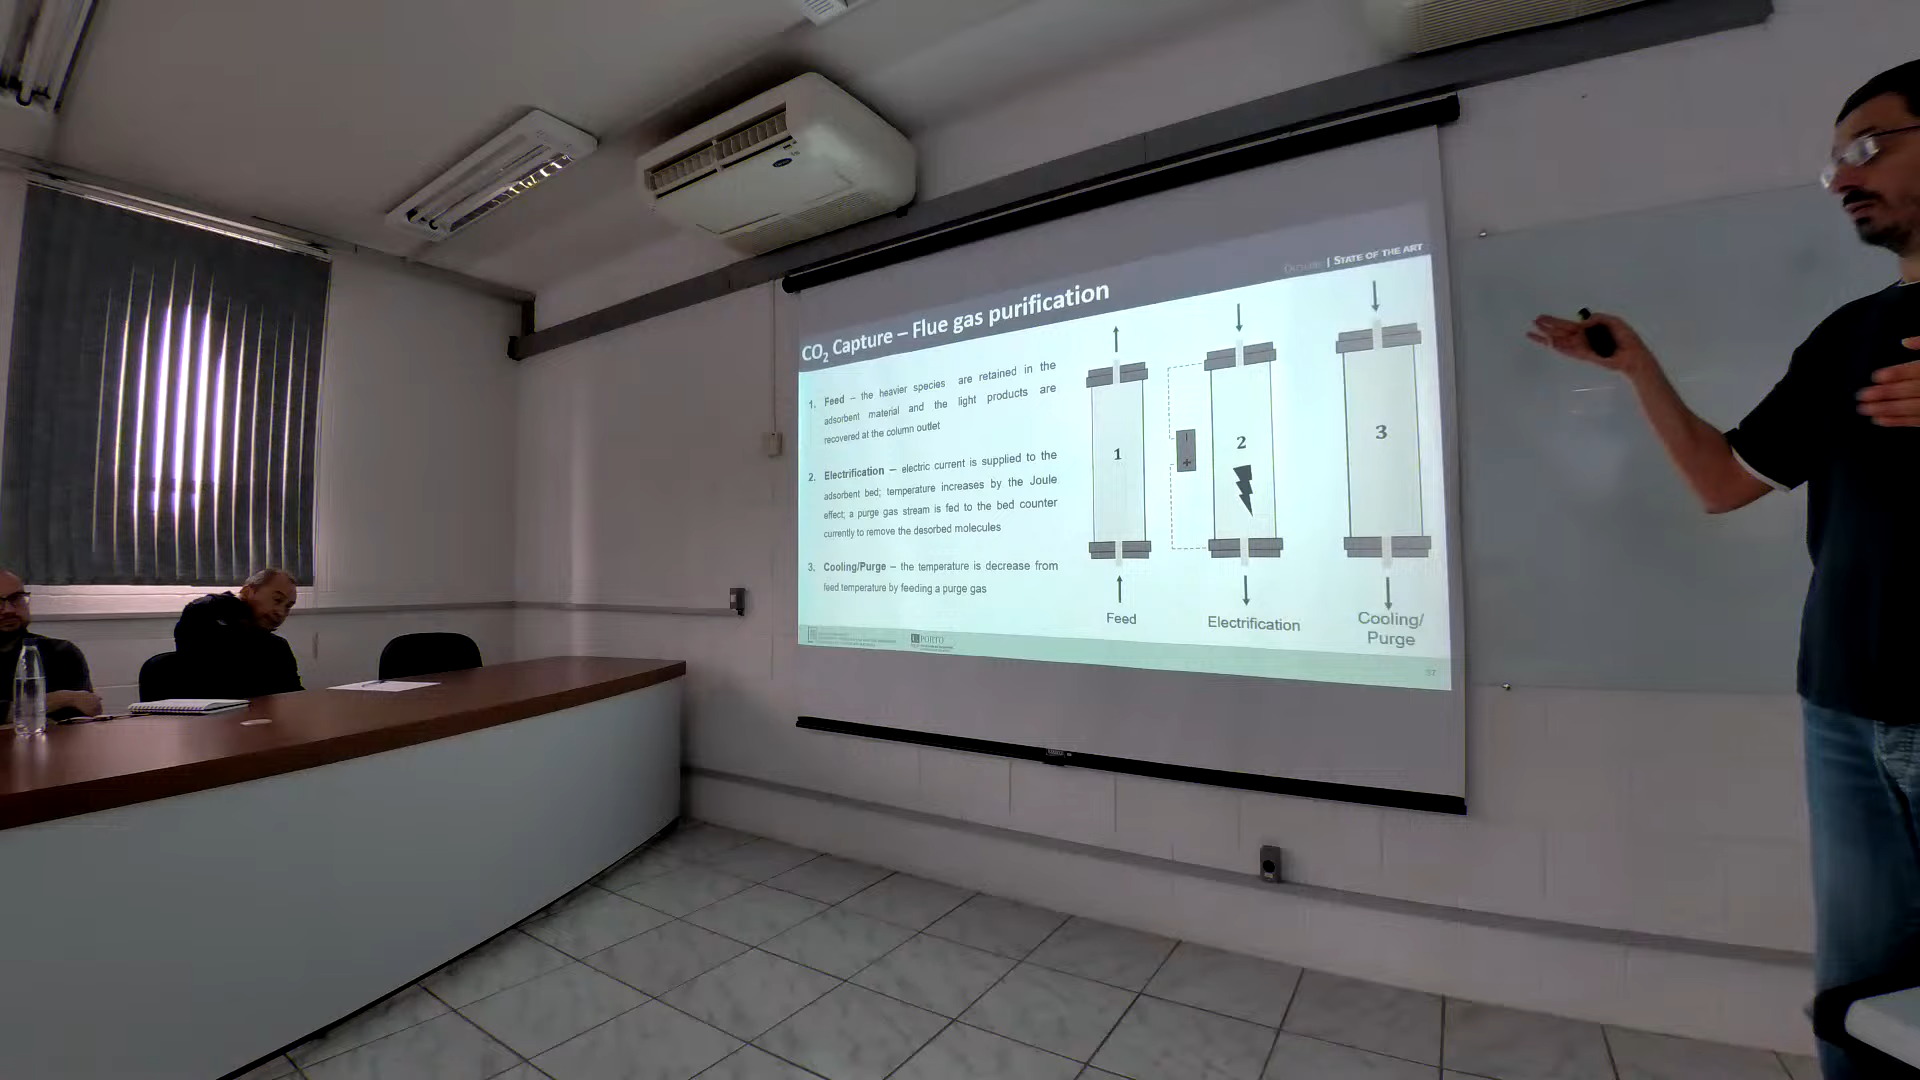 | STATE OF THE ART
CO2 Capture – Flue gas purification
1. Feed – the heavier species are retained in the
adsorbent material and the light products are
recovered at the column outlet
2. Electrification – electric current is supplied to the
adsorbent bed; temperature increases by the Joule
effect; a purge gas stream is fed to the bed counter
currently to remove the desorbed molecules
3. Cooling/Purge – the temperature is decrease from
feed temperature by feeding a purge gas
1
2
3
+
Feed
Electrification
Cooling/
Purge
PORTO
37